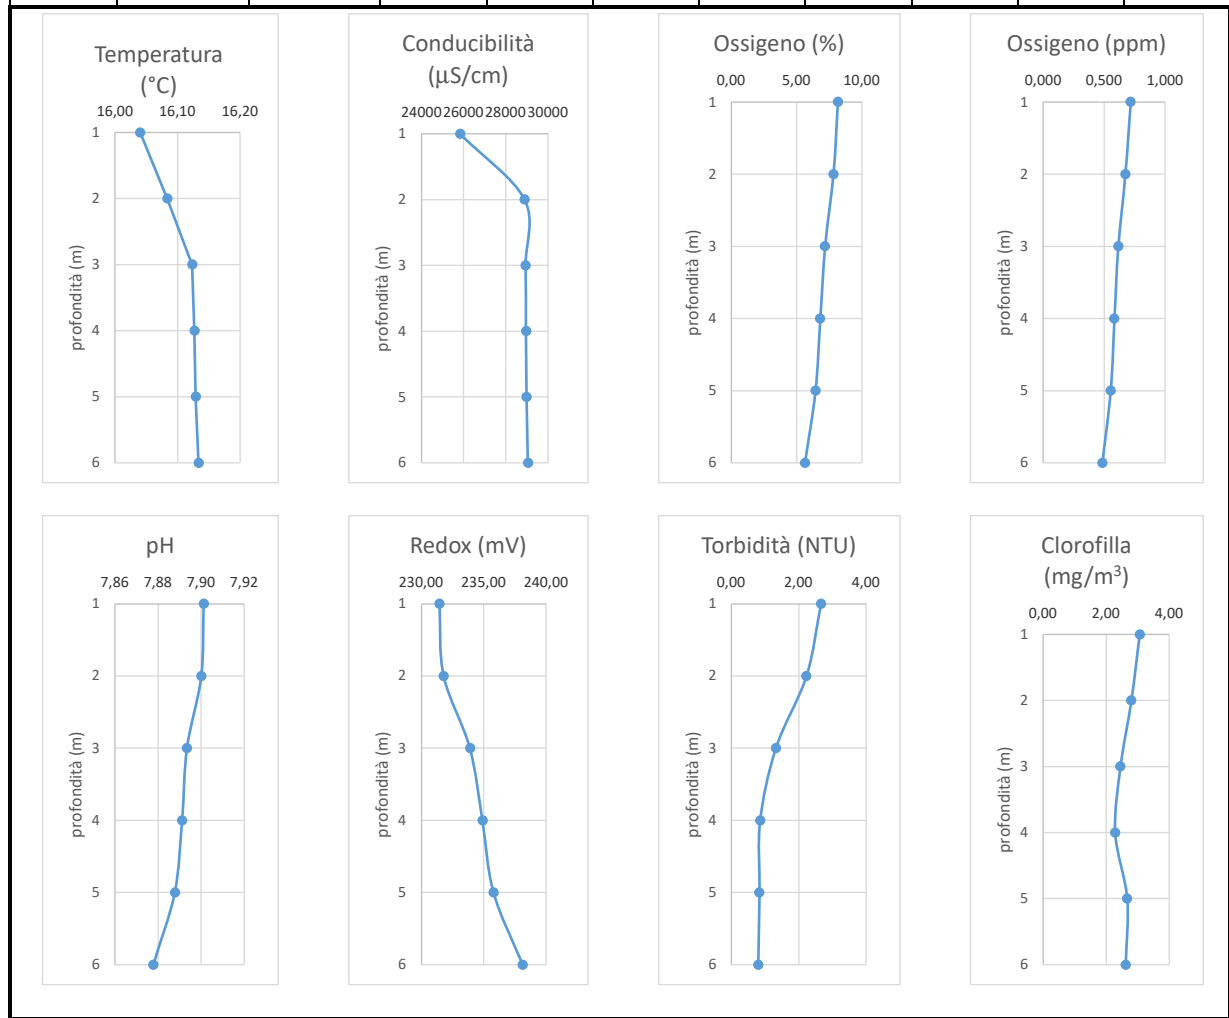 Temperatura
(°C)
16,00 16,10 16,20
1
2
3
4
5
6
profondità (m)
Conducibilità
(µS/cm)
24000 26000 28000 30000
1
2
3
4
5
6
profondità (m)
Ossigeno (%)
0,00 5,00 10,00
1
2
3
4
5
6
profondità (m)
Ossigeno (ppm)
0,000 0,500 1,000
1
2
3
4
5
6
profondità (m)
pH
7,86 7,88 7,90 7,92
1
2
3
4
5
6
profondità (m)
Redox (mV)
230,00 235,00 240,00
1
2
3
4
5
6
profondità (m)
Torbidità (NTU)
0,00 2,00 4,00
1
2
3
4
5
6
profondità (m)
Clorofilla
(mg/m³)
0,00 2,00 4,00
1
2
3
4
5
6
profondità (m)